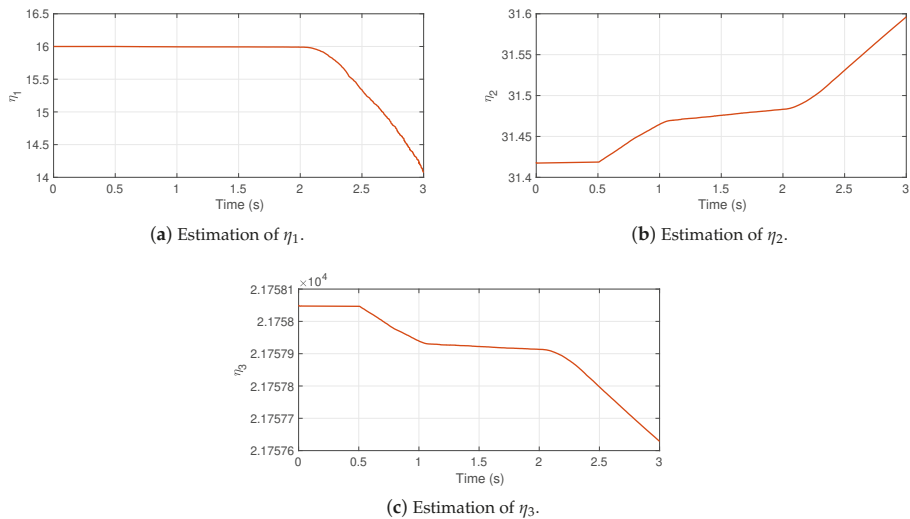 16.5
16
15.5
15
14.5
14
η1
0 0.5 1 1.5 2 2.5 3
Time (s)
(a) Estimation of η1.
31.6
31.55
31.5
31.45
31.4
η2
0 0.5 1 1.5 2 2.5 3
Time (s)
(b) Estimation of η2.
×10^4
2.17581
2.1758
2.17579
2.17578
2.17577
2.17576
η3
0 0.5 1 1.5 2 2.5 3
Time (s)
(c) Estimation of η3.